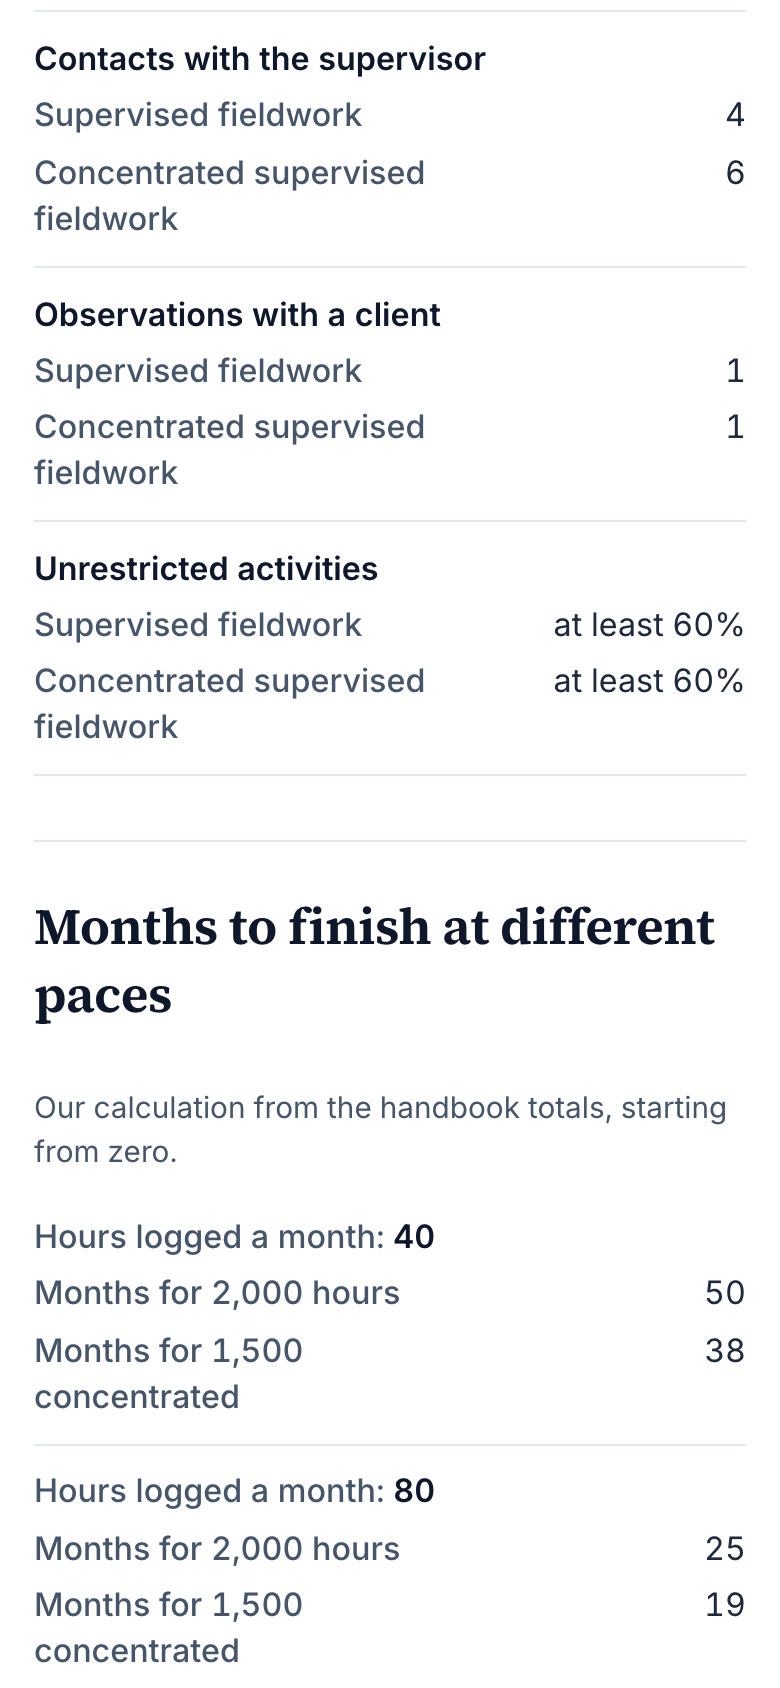 Contacts with the supervisor
Supervised fieldwork 4
Concentrated supervised 6
fieldwork
Observations with a client
Supervised fieldwork 1
Concentrated supervised 1
fieldwork
Unrestricted activities
Supervised fieldwork at least 60%
Concentrated supervised at least 60%
fieldwork
Months to finish at different
paces
Our calculation from the handbook totals, starting
from zero.
Hours logged a month: 40
Months for 2,000 hours 50
Months for 1,500 38
concentrated
Hours logged a month: 80
Months for 2,000 hours 25
Months for 1,500 19
concentrated